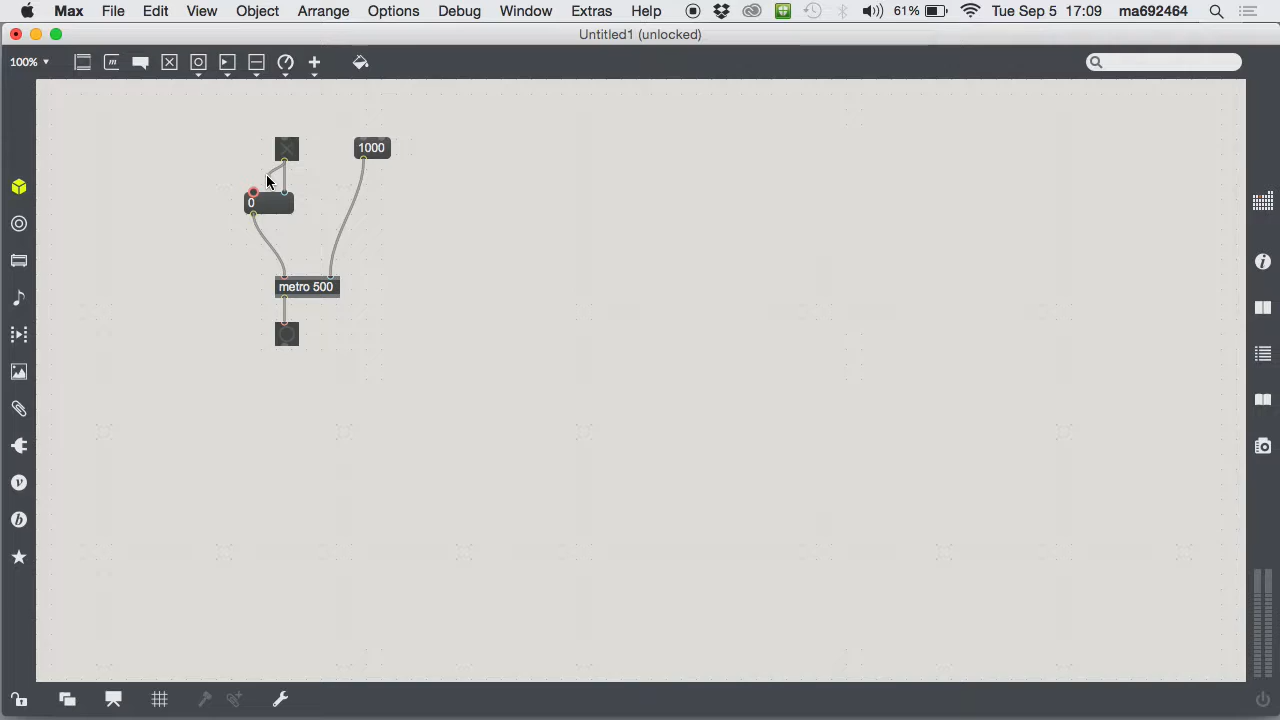 Max File Edit View Object Arrange Options Debug Window Extras Help 61% Tue Sep 5 17:09 ma692464
Untitled1 (unlocked)
100%
1000
0
metro 500